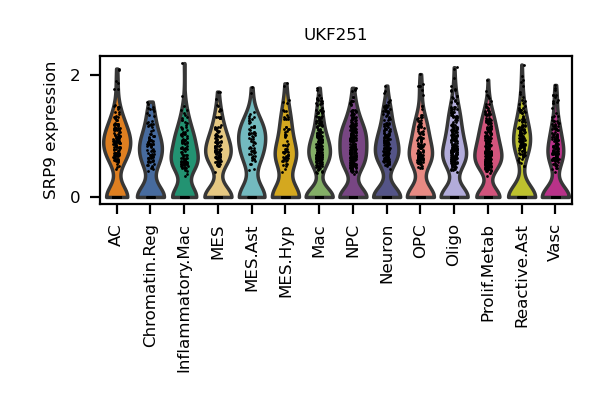 UKF251
SRP9 expression
2
0
AC
Chromatin.Reg
Inflammatory.Mac
MES
MES.Ast
MES.Hyp
Mac
NPC
Neuron
OPC
Oligo
Prolif.Metab
Reactive.Ast
Vasc